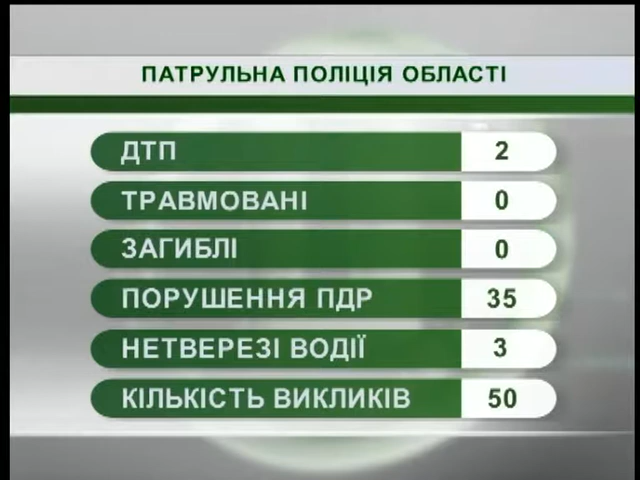 ПАТРУЛЬНА ПОЛІЦІЯ ОБЛАСТІ
ДТП 2
ТРАВМОВАНІ 0
ЗАГИБЛІ 0
ПОРУШЕННЯ ПДР 35
НЕТВЕРЕЗІ ВОДІЇ 3
КІЛЬКІСТЬ ВИКЛИКІВ 50